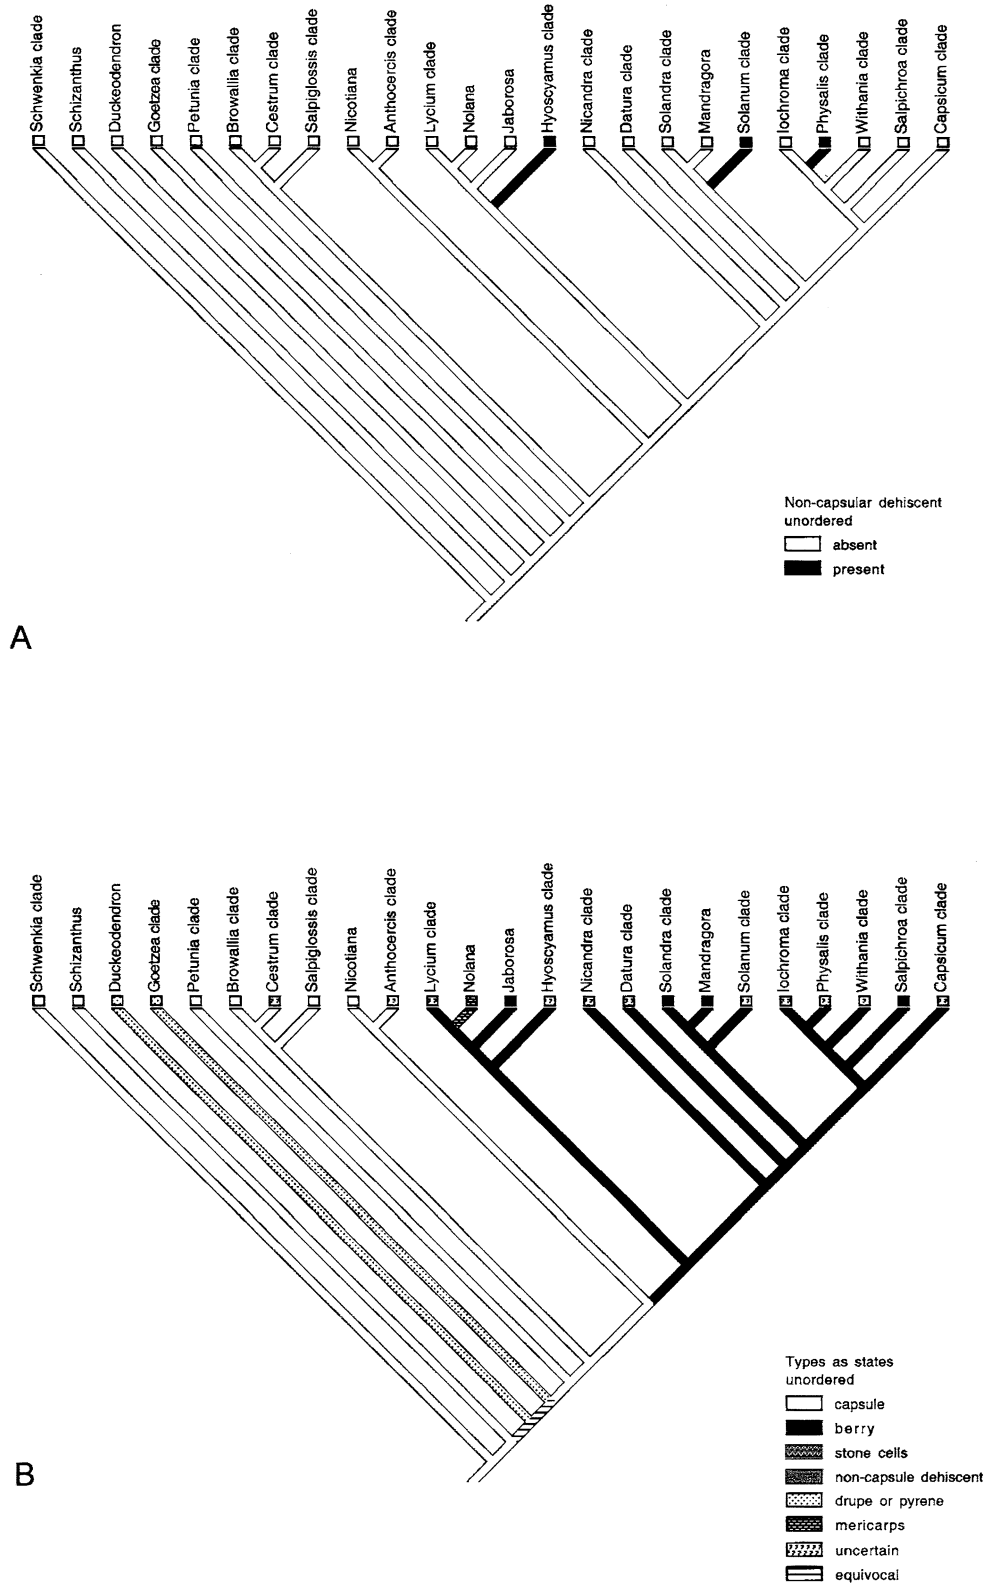 Schwenkia clade
Schizanthus
Duckeodendron
Goetzea clade
Petunia clade
Browallia clade
Cestrum clade
Salpiglossis clade
Nicotiana
Anthocercis clade
Lycium clade
Nolana
Jaborosa
Hyoscyamus clade
Nicandra clade
Datura clade
Solandra clade
Mandragora
Solanum clade
Iochroma clade
Physalis clade
Withania clade
Salpichroa clade
Capsicum clade
Non-capsular dehiscent
unordered
absent
present
A
Schwenkia clade
Schizanthus
Duckeodendron
Goetzea clade
Petunia clade
Browallia clade
Cestrum clade
Salpiglossis clade
Nicotiana
Anthocercis clade
Lycium clade
Nolana
Jaborosa
Hyoscyamus clade
Nicandra clade
Datura clade
Solandra clade
Mandragora
Solanum clade
Iochroma clade
Physalis clade
Withania clade
Salpichroa clade
Capsicum clade
Types as states
unordered
capsule
berry
stone cells
non-capsule dehiscent
drupe or pyrene
mericarps
uncertain
equivocal
B